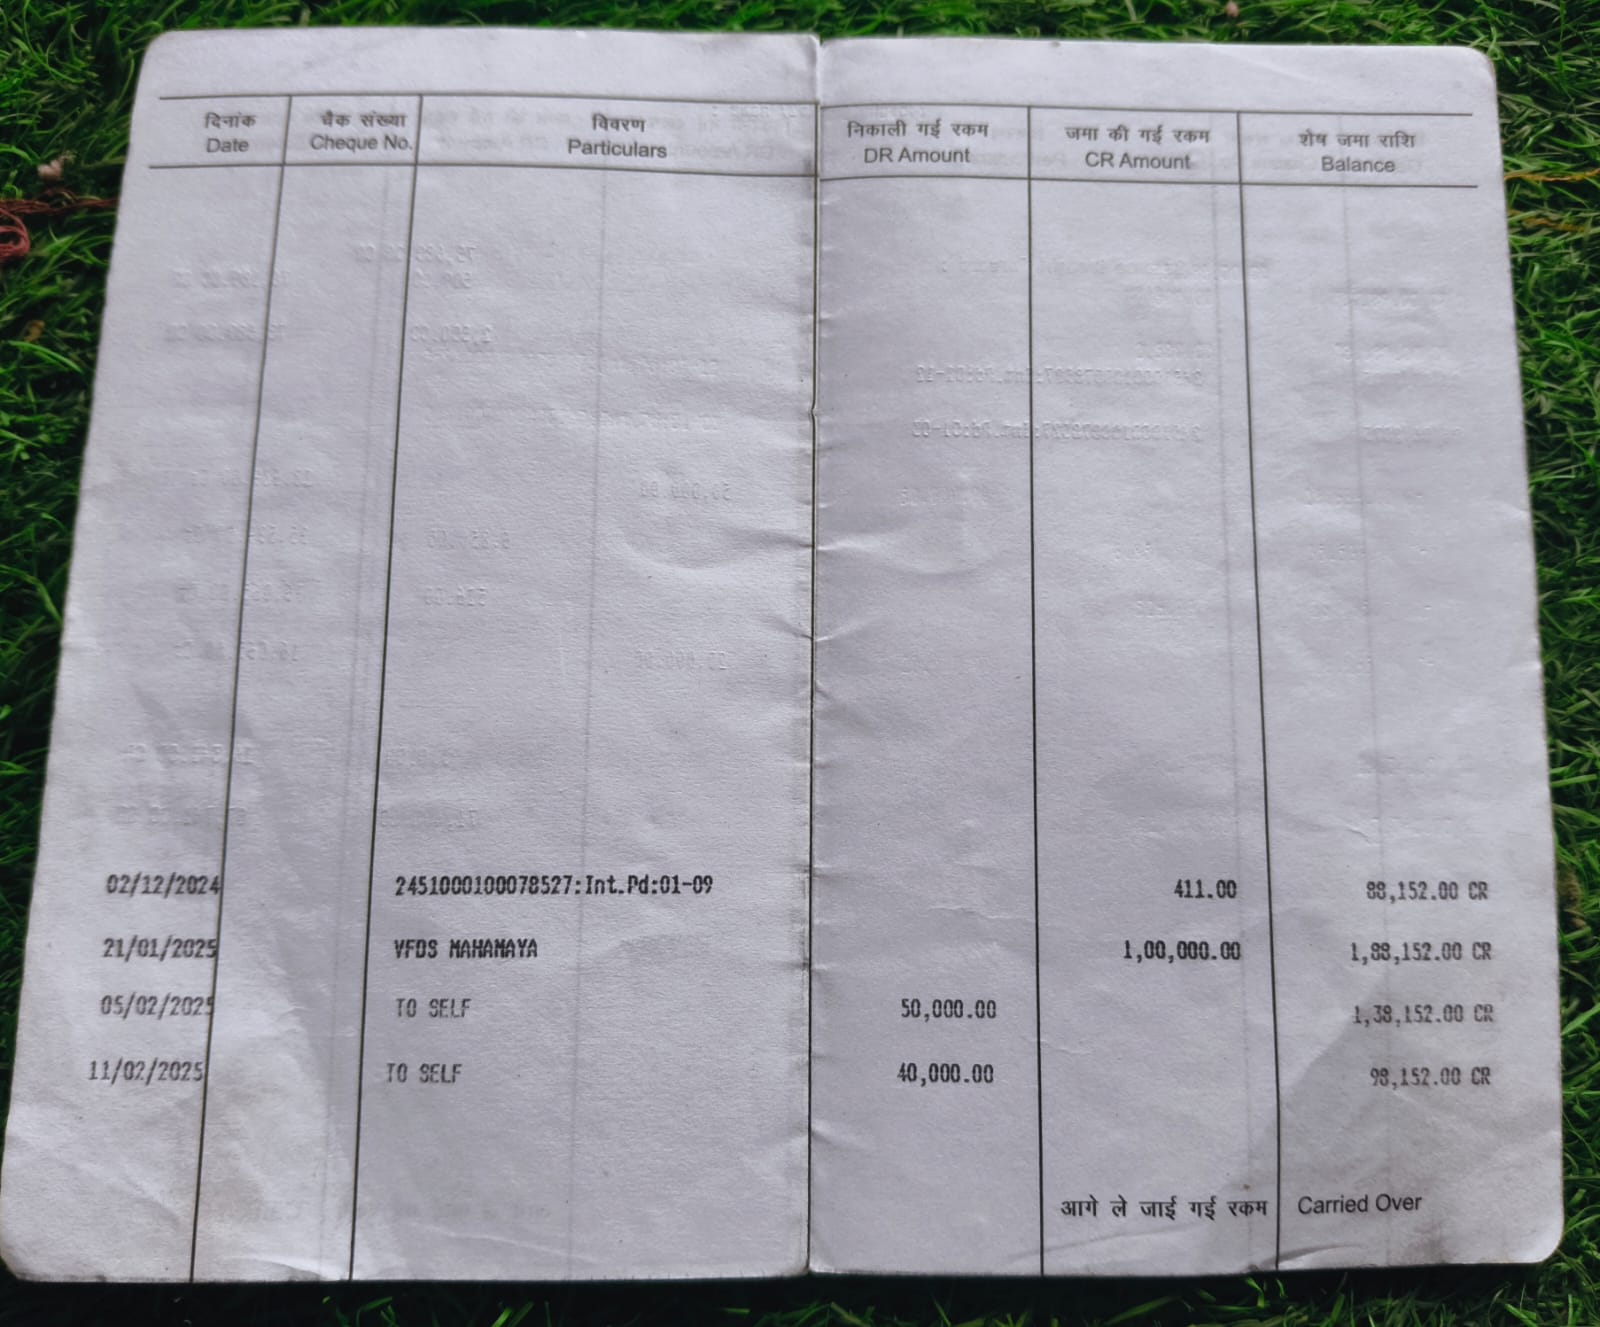 दिनांक चैक संख्या विवरण निकाली गई रकम जमा की गई रकम शेष जमा राशि
Date Cheque No. Particulars DR Amount CR Amount Balance
02/12/2024 2451000100078527:Int.Pd:01-09 411.00 88,152.00 CR
21/01/2025 VFDS MAHAMAYA 1,00,000.00 1,88,152.00 CR
05/02/2025 TO SELF 50,000.00 1,38,152.00 CR
11/02/2025 TO SELF 40,000.00 98,152.00 CR
आगे ले जाई गई रकम Carried Over